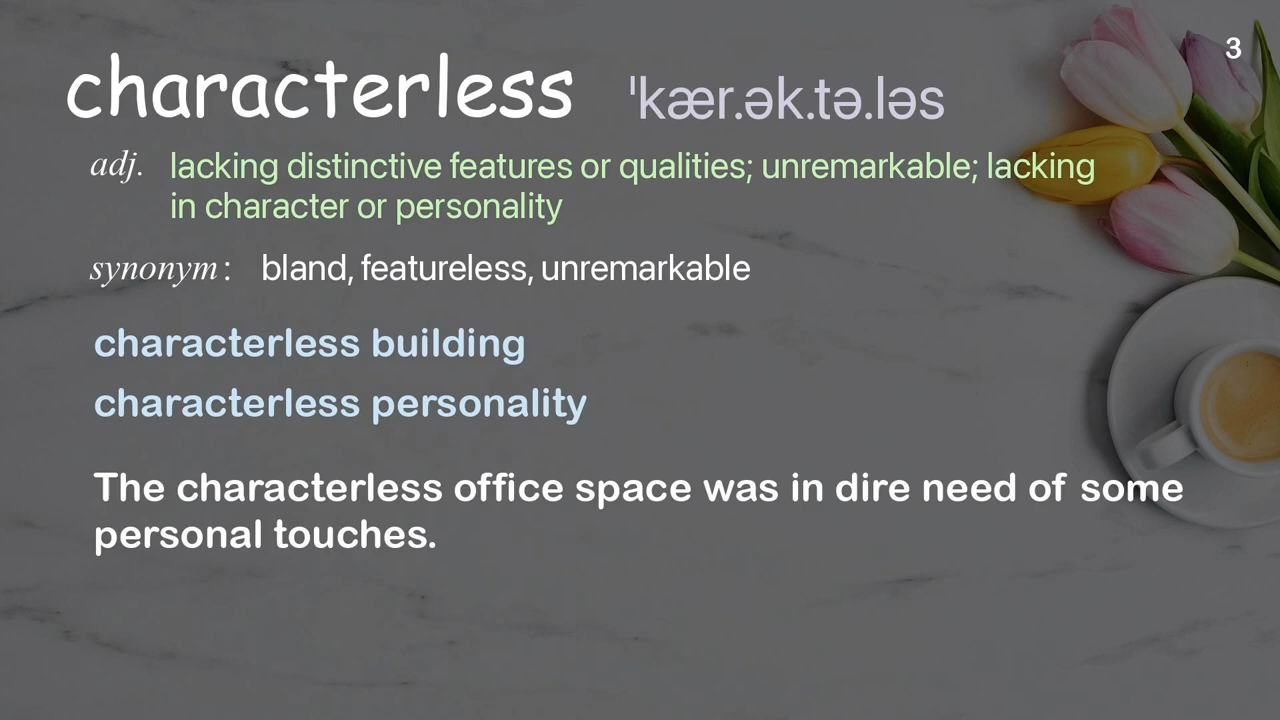 3
characterless ˈkær.ək.tə.ləs
adj. lacking distinctive features or qualities; unremarkable; lacking
in character or personality
synonym: bland, featureless, unremarkable
characterless building
characterless personality
The characterless office space was in dire need of some
personal touches.